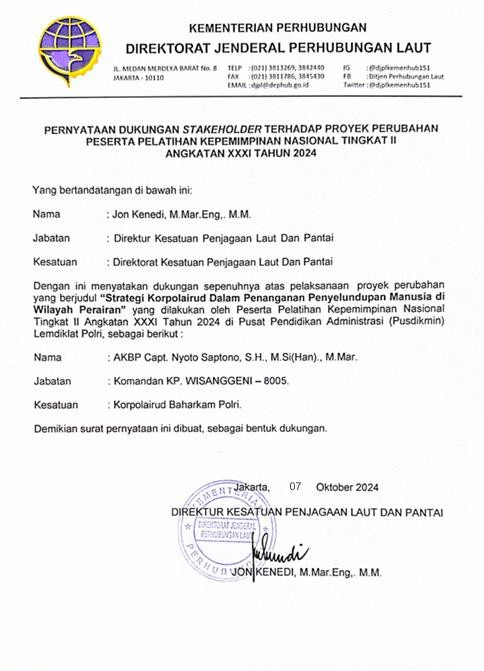 KEMENTERIAN PERHUBUNGAN
DIREKTORAT JENDERAL PERHUBUNGAN LAUT
JL. MEDAN MERDEKA BARAT No. 8 TELP : (021) 3813269, 3842440 IG : @djplkemenhub151
JAKARTA - 10110 FAX : (021) 3811786, 3845430 FB : Ditjen Perhubungan Laut
EMAIL : djpl@dephub.go.id Twitter : @djplkemenhub151
PERNYATAAN DUKUNGAN STAKEHOLDER TERHADAP PROYEK PERUBAHAN
PESERTA PELATIHAN KEPEMIMPINAN NASIONAL TINGKAT II
ANGKATAN XXXI TAHUN 2024
Yang bertandatangan di bawah ini:
Nama : Jon Kenedi, M.Mar.Eng,. M.M.
Jabatan : Direktur Kesatuan Penjagaan Laut Dan Pantai
Kesatuan : Direktorat Kesatuan Penjagaan Laut Dan Pantai
Dengan ini menyatakan dukungan sepenuhnya atas pelaksanaan proyek perubahan
yang berjudul “Strategi Korpolairud Dalam Penanganan Penyelundupan Manusia di
Wilayah Perairan” yang dilakukan oleh Peserta Pelatihan Kepemimpinan Nasional
Tingkat II Angkatan XXXI Tahun 2024 di Pusat Pendidikan Administrasi (Pusdikmin)
Lemdiklat Polri, sebagai berikut :
Nama : AKBP Capt. Nyoto Saptono, S.H., M.Si(Han)., M.Mar.
Jabatan : Komandan KP. WISANGGENI – 8005.
Kesatuan : Korpolairud Baharkam Polri.
Demikian surat pernyataan ini dibuat, sebagai bentuk dukungan.
Jakarta, 07 Oktober 2024
DIREKTUR KESATUAN PENJAGAAN LAUT DAN PANTAI
KEMENTERIAN
DIREKTORAT JENDERAL
PERHUBUNGAN LAUT
PERHUBUNGAN
JON KENEDI, M.Mar.Eng,. M.M.